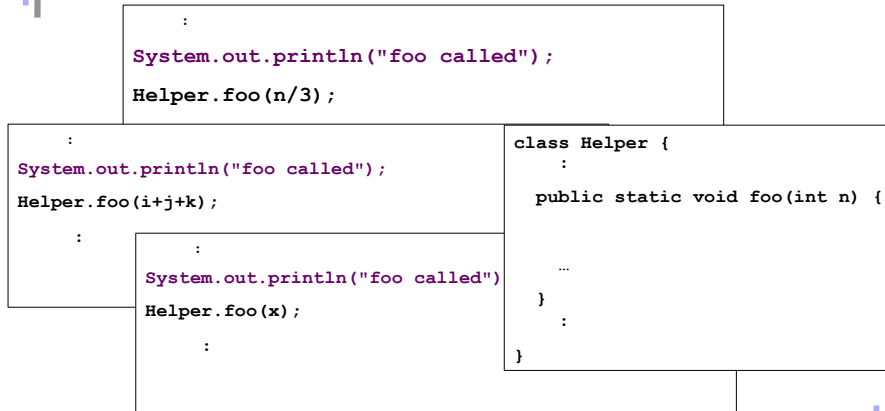 :
System.out.println("foo called");
Helper.foo(n/3);
:
System.out.println("foo called");
Helper.foo(i+j+k);
:
:
System.out.println("foo called")
Helper.foo(x);
:
class Helper {
:
public static void foo(int n) {
…
}
:
}